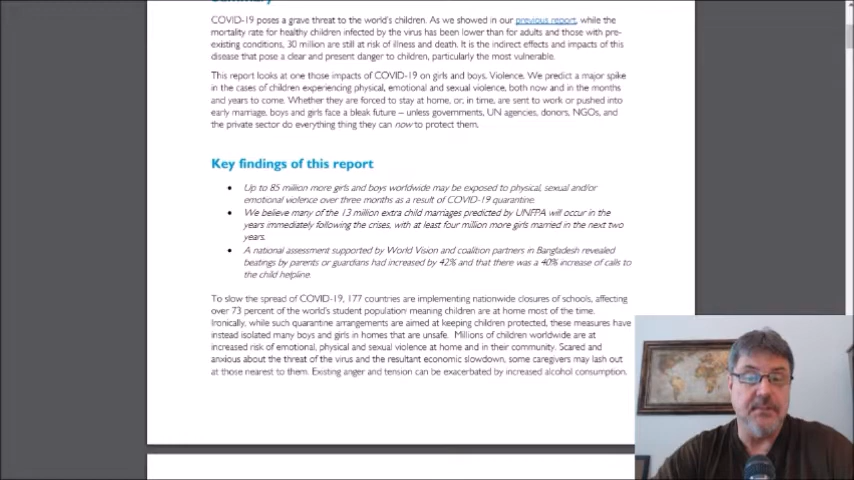 Summary
COVID-19 poses a grave threat to the world's children. As we showed in our previous report, while the
mortality rate for healthy children infected by the virus has been lower than for adults and those with pre-
existing conditions, 30 million are still at risk of illness and death. It is the indirect effects and impacts of this
disease that pose a clear and present danger to children, particularly the most vulnerable.
This report looks at one those impacts of COVID-19 on girls and boys. Violence. We predict a major spike
in the cases of children experiencing physical, emotional and sexual violence, both now and in the months
and years to come. Whether they are forced to stay at home, or, in time, are sent to work or pushed into
early marriage, boys and girls face a bleak future – unless governments, UN agencies, donors, NGOs, and
the private sector do everything thing they can now to protect them.
Key findings of this report
• Up to 85 million more girls and boys worldwide may be exposed to physical, sexual and/or
emotional violence over three months as a result of COVID-19 quarantine.
• We believe many of the 13 million extra child marriages predicted by UNFPA will occur in the
years immediately following the crises, with at least four million more girls married in the next two
years.
• A national assessment supported by World Vision and coalition partners in Bangladesh revealed
beatings by parents or guardians had increased by 42% and that there was a 40% increase of calls to
the child helpline.
To slow the spread of COVID-19, 177 countries are implementing nationwide closures of schools, affecting
over 73 percent of the world's student population meaning children are at home most of the time.
Ironically, while such quarantine arrangements are aimed at keeping children protected, these measures have
instead isolated many boys and girls in homes that are unsafe. Millions of children worldwide are at
increased risk of emotional, physical and sexual violence at home and in their community. Scared and
anxious about the threat of the virus and the resultant economic slowdown, some caregivers may lash out
at those nearest to them. Existing anger and tension can be exacerbated by increased alcohol consumption.